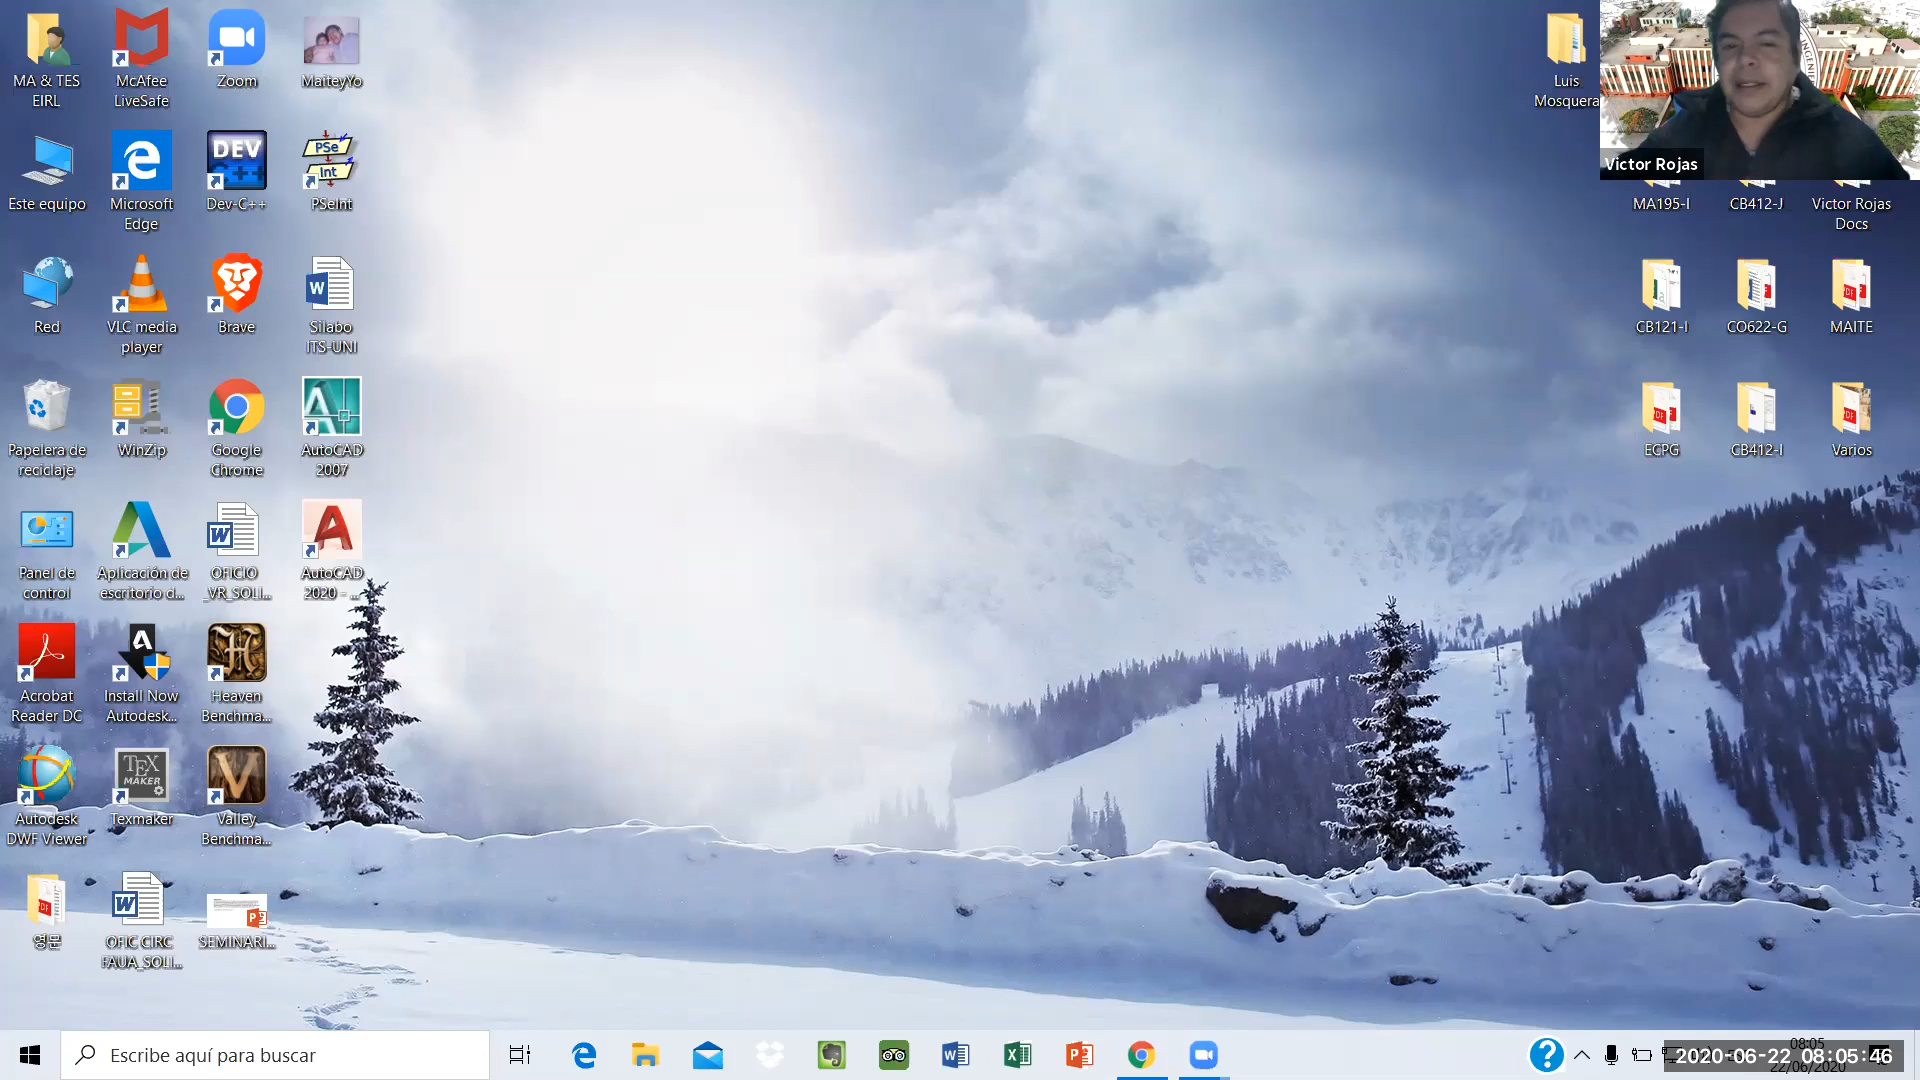 MA & TES
EIRL
McAfee
LiveSafe
Zoom
MaiteyYo
Luis
Mosquera
Victor Rojas
Este equipo
Microsoft
Edge
DEV
C++
Dev-C++
PSe
Int
PSeInt
MA195-I
CB412-J
Victor Rojas
Docs
Red
VLC media
player
Brave
Silabo
ITS-UNI
CB121-I
CO622-G
MAITE
Papelera de
reciclaje
WinZip
Google
Chrome
AutoCAD
2007
ECPG
CB412-I
Varios
Panel de
control
Aplicación de
escritorio d...
OFICIO
_VR_SOLI...
AutoCAD
2020 - ...
Acrobat
Reader DC
Install Now
Autodesk...
Heaven
Benchma...
TEX
MAKER
Autodesk
DWF Viewer
Texmaker
Valley
Benchma...
영문
OFIC CIRC
FAUA_SOLI...
SEMINARI...
Escribe aquí para buscar
08:05
2020-06-22 08:05:46
22/06/2020